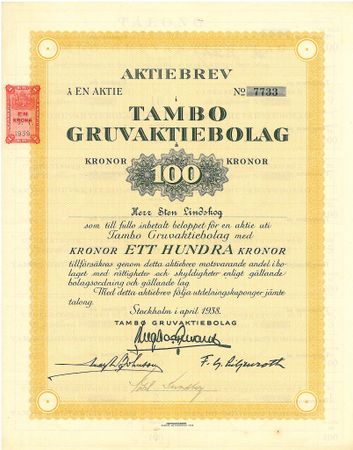 AKTIEBREV
å EN AKTIE
No 7733
i
TAMBO
GRUVAKTIEBOLAG
å
KRONOR 100 KRONOR
Herr Sten Lindskog
som till fullo inbetalt beloppet för en aktie uti
Tambo Gruvaktiebolag med
KRONOR ETT HUNDRA KRONOR
tillförsäkras genom detta aktiebrev motsvarande andel i bo-
laget med rättigheter och skyldigheter enligt gällande
bolagsordning och gällande lag.
Med detta aktiebrev följa utdelningskuponger jämte
talong.
Stockholm i april 1938.
TAMBO GRUVAKTIEBOLAG
EN
KRONA
1939